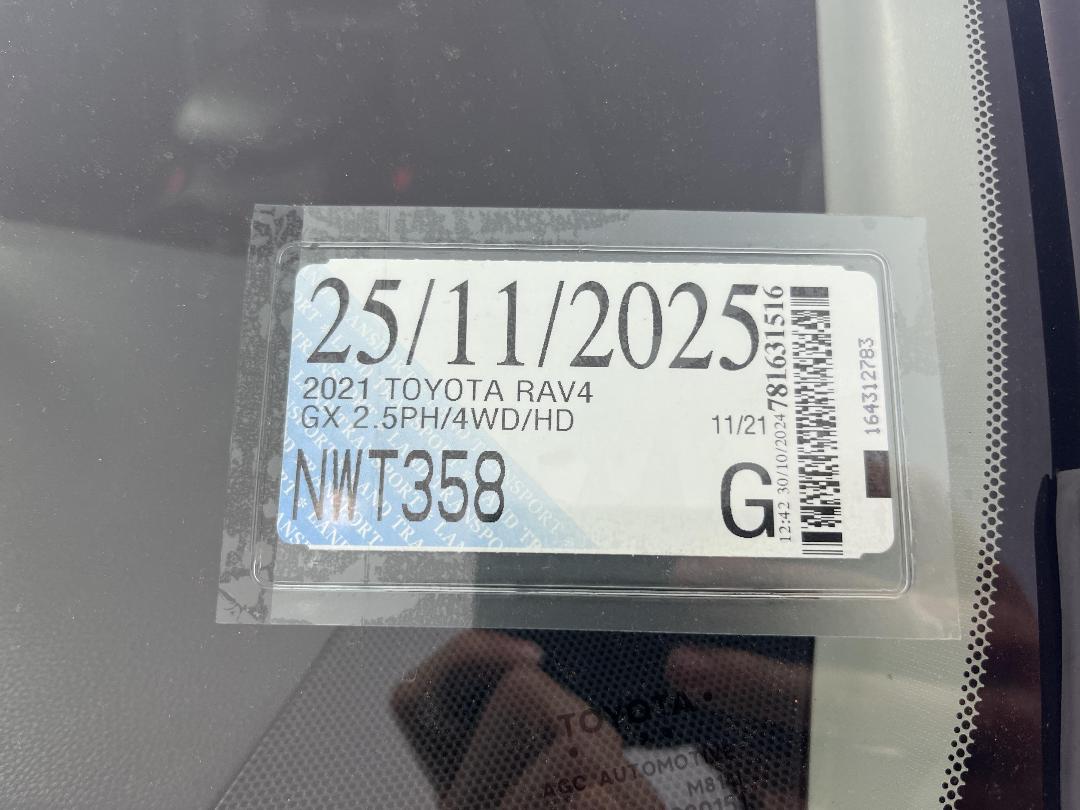 25/11/2025
2021 TOYOTA RAV4
GX 2.5PH/4WD/HD
11/21
NWT358
G
12:42 30/10/2024 781631516
164312783
TOYOTA
AGC AUTOMOTIVE